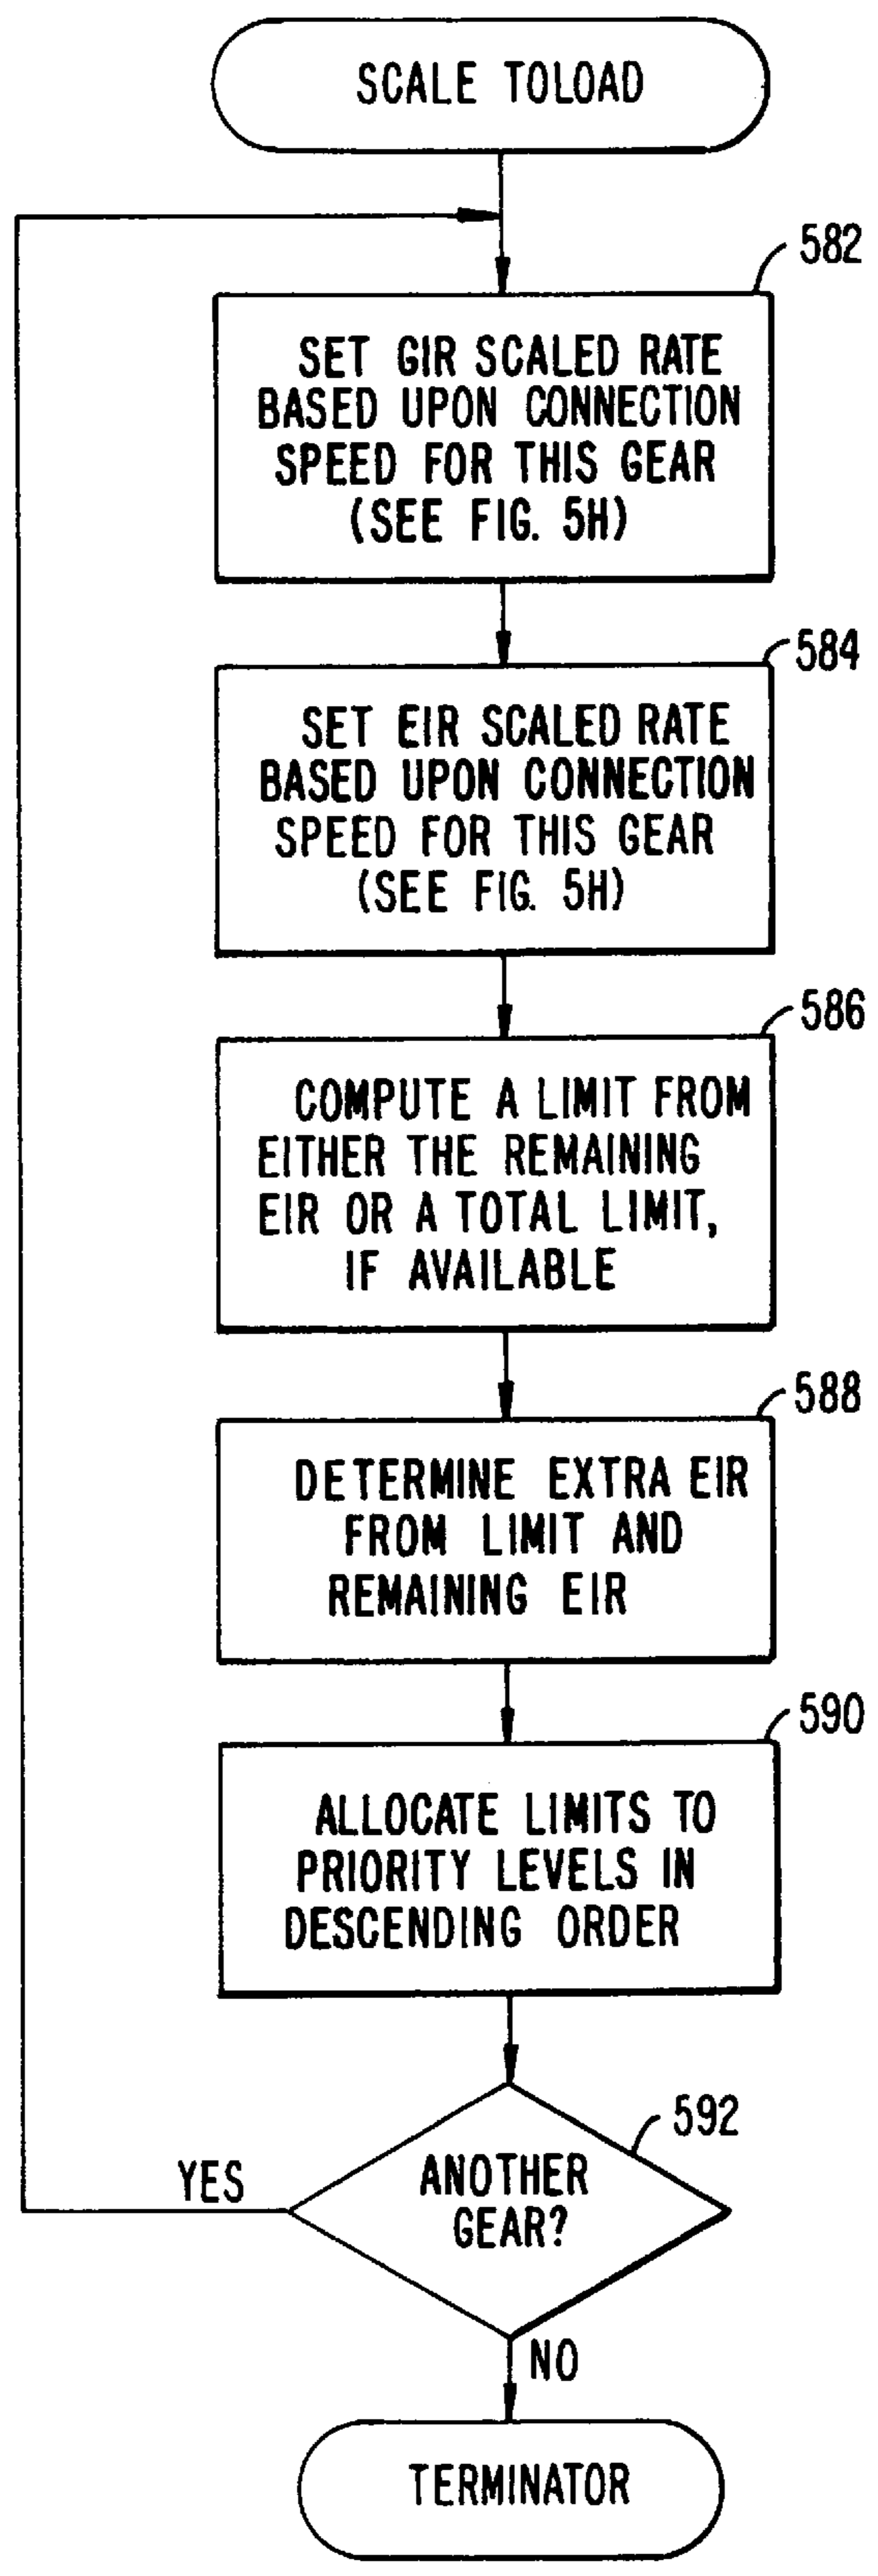 SCALE TOLOAD
582
SET GIR SCALED RATE
BASED UPON CONNECTION
SPEED FOR THIS GEAR
(SEE FIG. 5H)
584
SET EIR SCALED RATE
BASED UPON CONNECTION
SPEED FOR THIS GEAR
(SEE FIG. 5H)
586
COMPUTE A LIMIT FROM
EITHER THE REMAINING
EIR OR A TOTAL LIMIT,
IF AVAILABLE
588
DETERMINE EXTRA EIR
FROM LIMIT AND
REMAINING EIR
590
ALLOCATE LIMITS TO
PRIORITY LEVELS IN
DESCENDING ORDER
592
ANOTHER
GEAR?
YES
NO
TERMINATOR